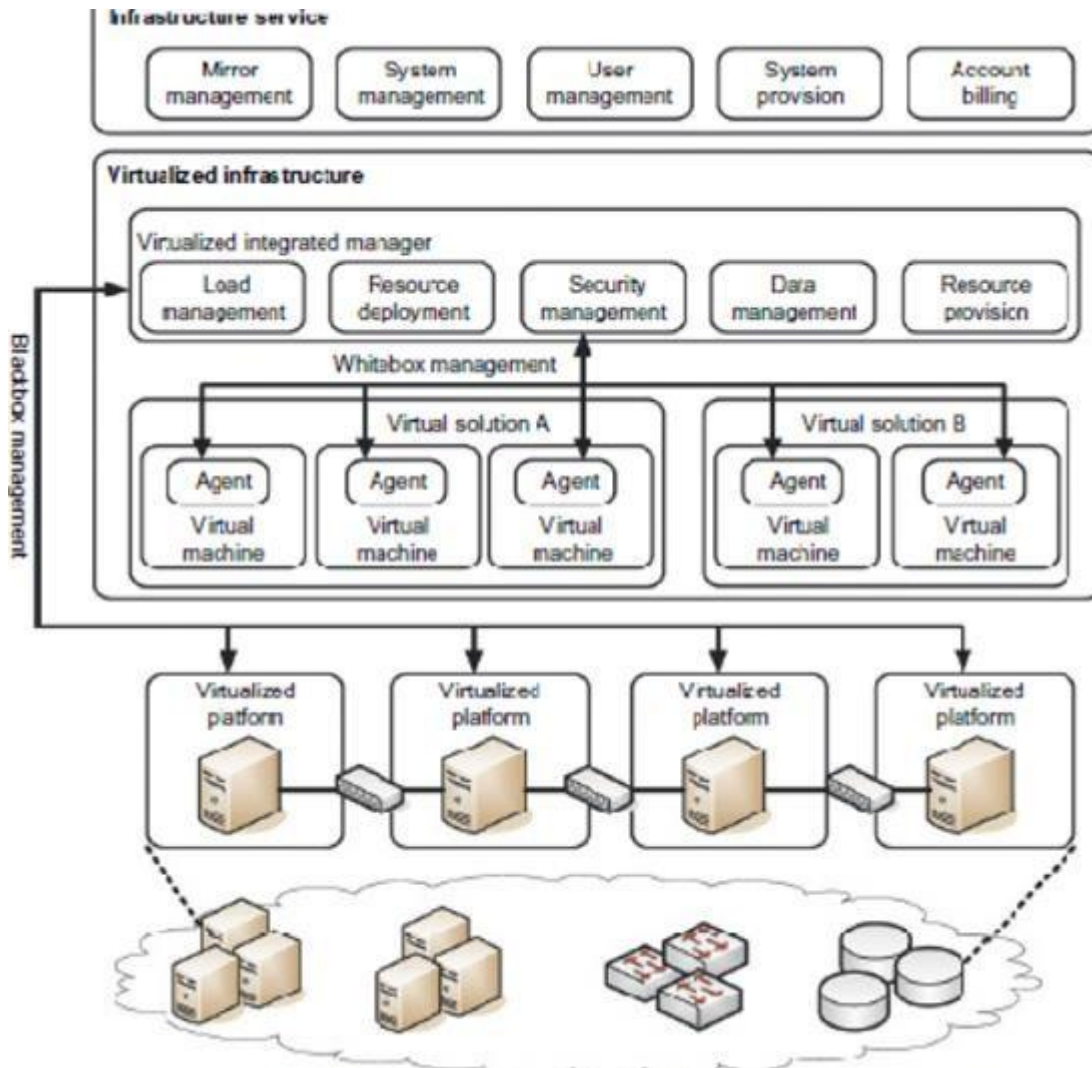 Infrastructure service
Mirror
management
System
management
User
management
System
provision
Account
billing
Virtualized infrastructure
Virtualized integrated manager
Load
management
Resource
deployment
Security
management
Data
management
Resource
provision
Blackbox management
Whitebox management
Virtual solution A
Agent
Virtual
machine
Agent
Virtual
machine
Agent
Virtual
machine
Virtual solution B
Agent
Virtual
machine
Agent
Virtual
machine
Virtualized
platform
Virtualized
platform
Virtualized
platform
Virtualized
platform